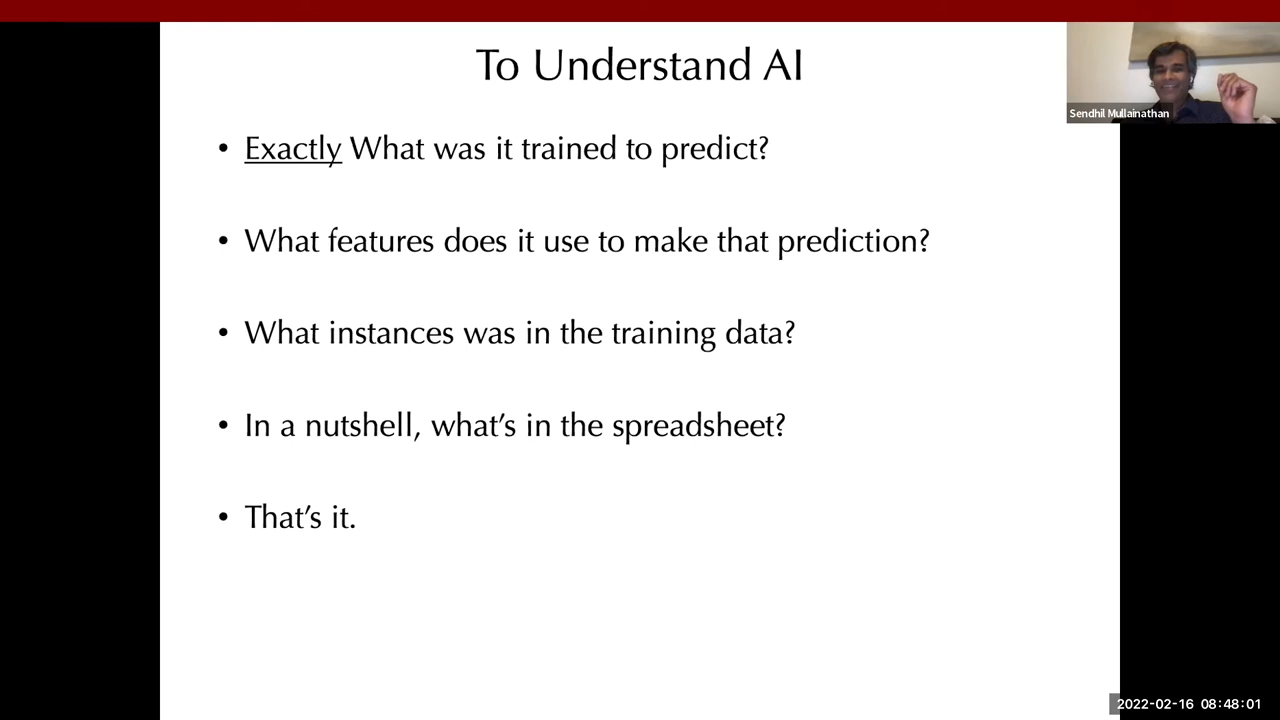 To Understand AI
Sendhil Mullainathan
• Exactly What was it trained to predict?
• What features does it use to make that prediction?
• What instances was in the training data?
• In a nutshell, what's in the spreadsheet?
• That's it.
2022-02-16 08:48:01